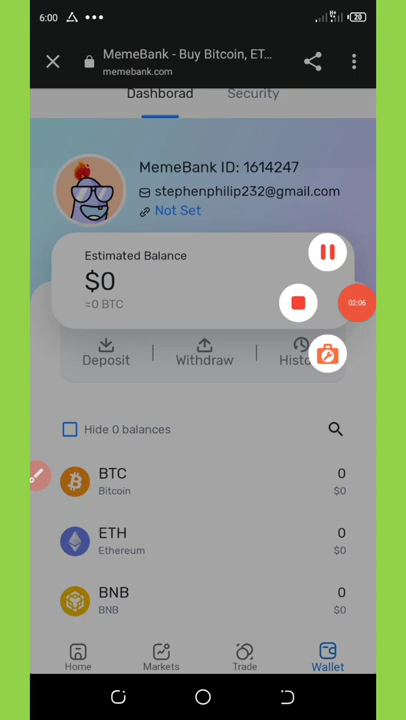 6:00
20
MemeBank - Buy Bitcoin, ET...
memebank.com
Dashborad Security
MemeBank ID: 1614247
stephenphilip232@gmail.com
Not Set
Estimated Balance
$0
≈0 BTC
02:06
Deposit Withdraw Histo
Hide 0 balances
BTC 0
Bitcoin $0
ETH 0
Ethereum $0
BNB 0
BNB $0
Home Markets Trade Wallet